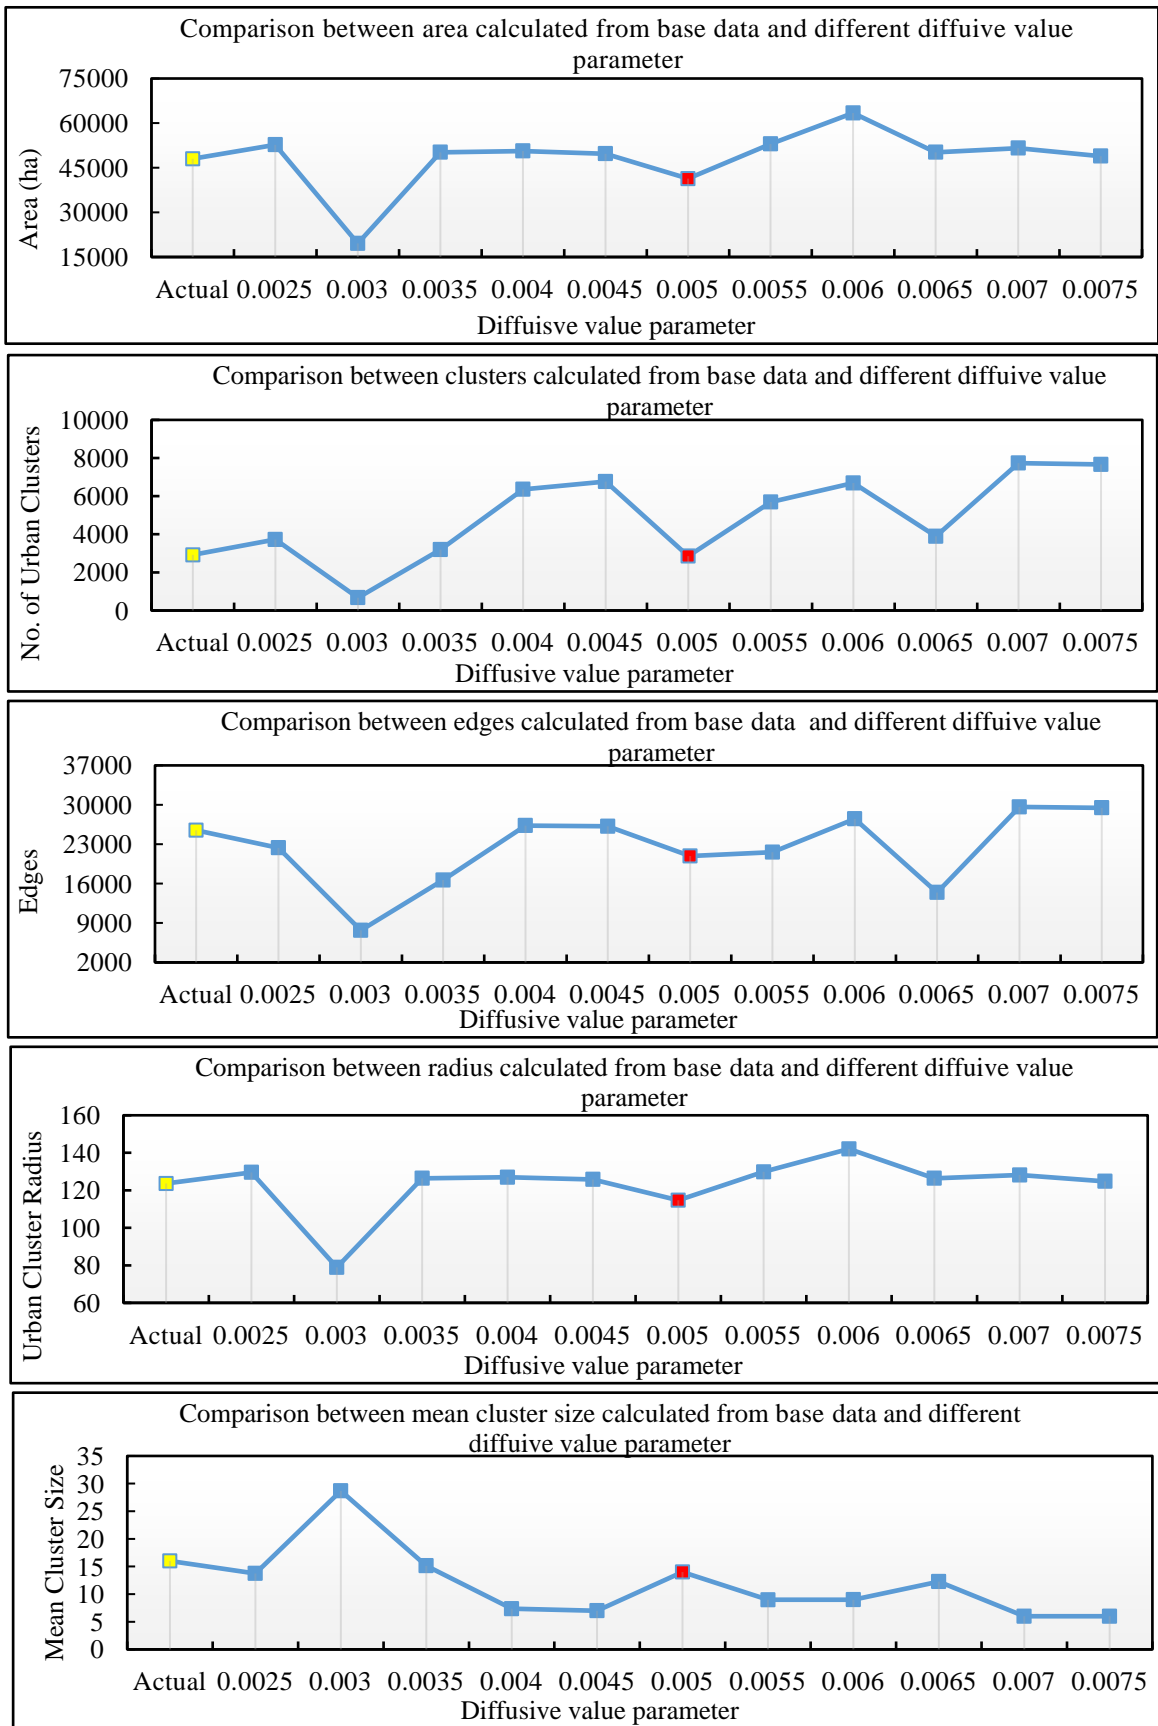 Comparison between area calculated from base data and different diffuive value
parameter
75000
60000
45000
30000
15000
Area (ha)
Actual 0.0025 0.003 0.0035 0.004 0.0045 0.005 0.0055 0.006 0.0065 0.007 0.0075
Diffuisve value parameter
Comparison between clusters calculated from base data and different diffuive value
parameter
10000
8000
6000
4000
2000
0
No. of Urban Clusters
Actual 0.0025 0.003 0.0035 0.004 0.0045 0.005 0.0055 0.006 0.0065 0.007 0.0075
Diffusive value parameter
Comparison between edges calculated from base data and different diffuive value
parameter
37000
30000
23000
16000
9000
2000
Edges
Actual 0.0025 0.003 0.0035 0.004 0.0045 0.005 0.0055 0.006 0.0065 0.007 0.0075
Diffusive value parameter
Comparison between radius calculated from base data and different diffuive value
parameter
160
140
120
100
80
60
Urban Cluster Radius
Actual 0.0025 0.003 0.0035 0.004 0.0045 0.005 0.0055 0.006 0.0065 0.007 0.0075
Diffusive value parameter
Comparison between mean cluster size calculated from base data and different
diffuive value parameter
35
30
25
20
15
10
5
0
Mean Cluster Size
Actual 0.0025 0.003 0.0035 0.004 0.0045 0.005 0.0055 0.006 0.0065 0.007 0.0075
Diffusive value parameter